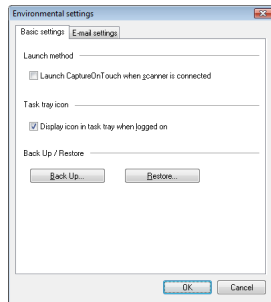 Environmental settings
Basic settings
E-mail settings
Launch method
Launch CaptureOnTouch when scanner is connected
Task tray icon
Display icon in task tray when logged on
Back Up / Restore
Back Up... Restore...
OK Cancel